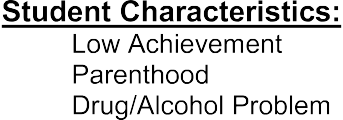 Student Characteristics:
Low Achievement
Parenthood
Drug/Alcohol Problem